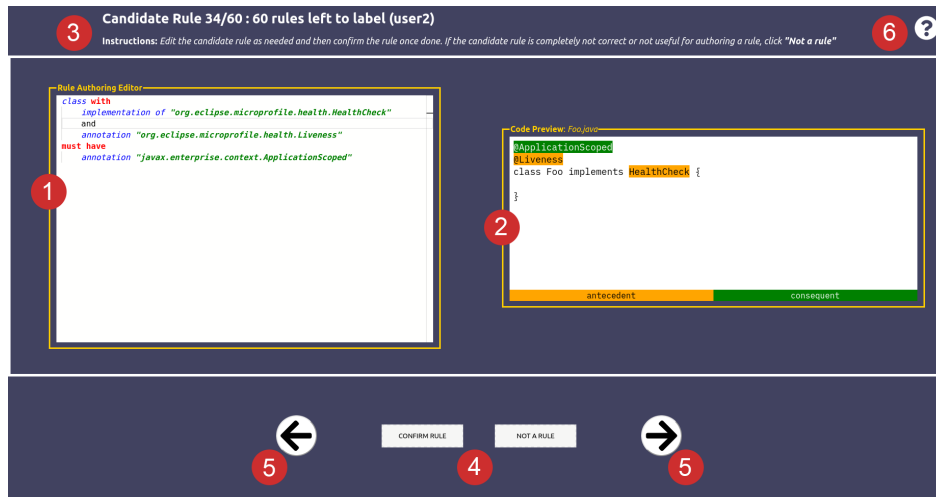 Candidate Rule 34/60 : 60 rules left to label (user2)
3
Instructions: Edit the candidate rule as needed and then confirm the rule once done. If the candidate rule is completely not correct or not useful for authoring a rule, click "Not a rule"
6
?
Rule Authoring Editor
class with
implementation of "org.eclipse.microprofile.health.HealthCheck"
and
annotation "org.eclipse.microprofile.health.Liveness"
must have
annotation "javax.enterprise.context.ApplicationScoped"
1
Code Preview: Foo.java
@ApplicationScoped
@Liveness
class Foo implements HealthCheck {
}
2
antecedent consequent
CONFIRM RULE NOT A RULE
5 4 5